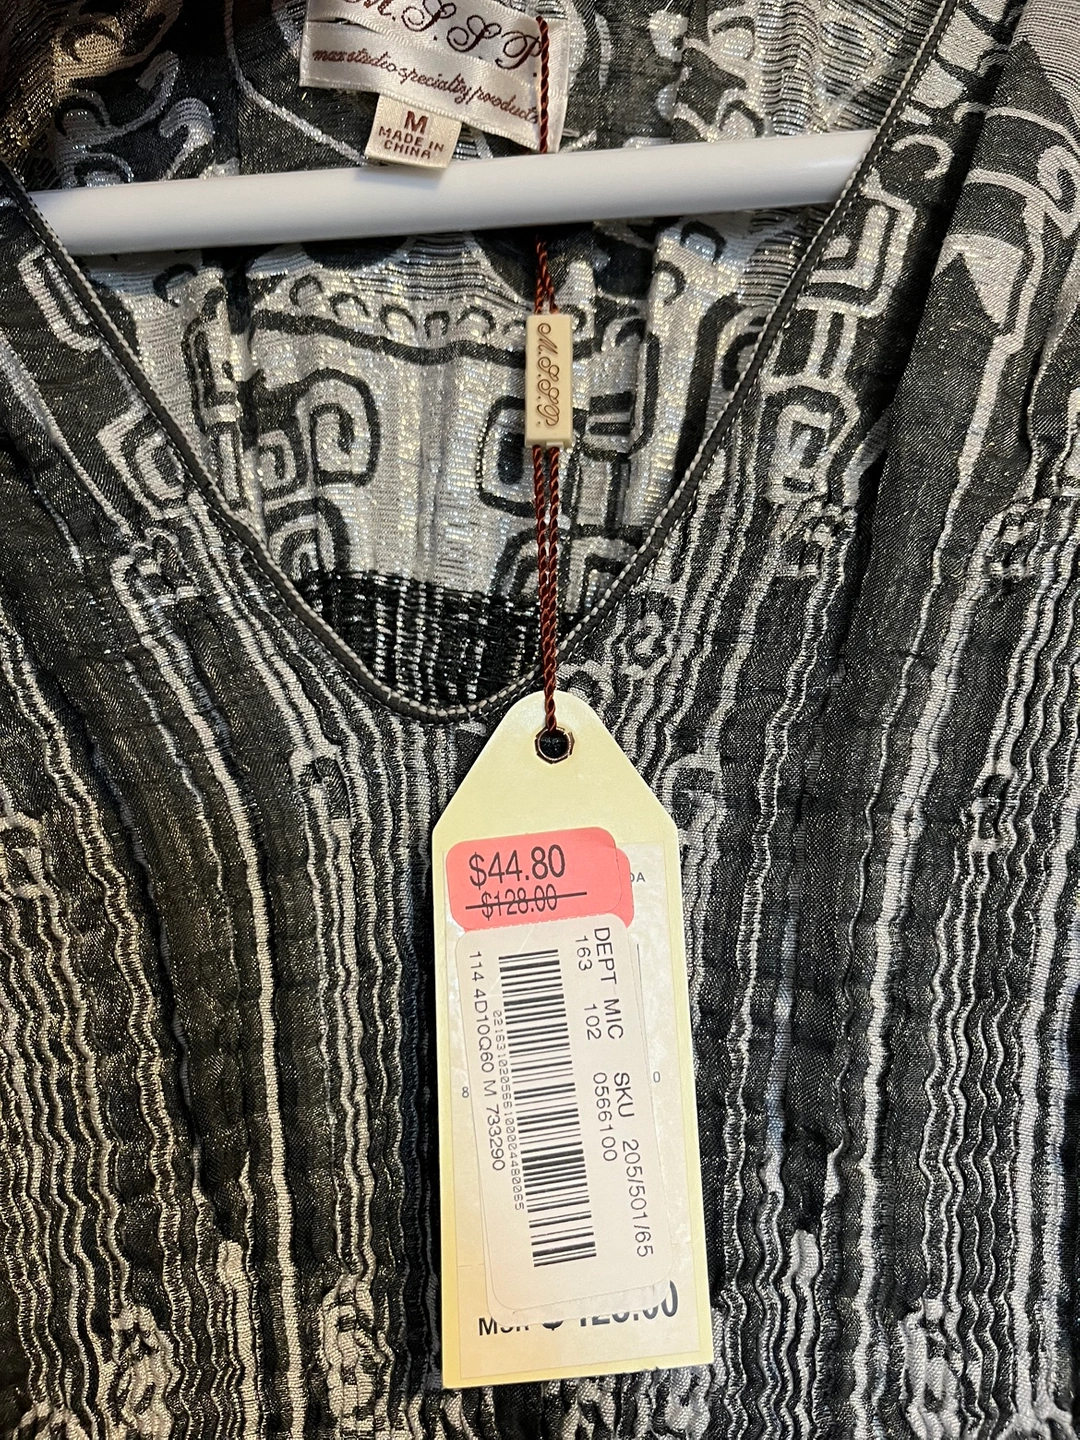 M.S.S.P.
max studio specialty products
M
MADE IN
CHINA
M.S.S.P.
$44.80
$128.00
DEPT MIC SKU 205/501/65
163 102 0566100
114 4D10Q60 M 733290